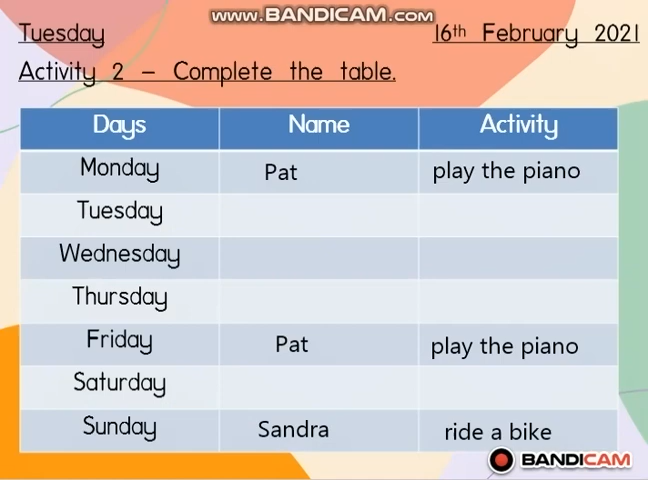 www.BANDICAM.com
Tuesday 16th February 2021
Activity 2 - Complete the table.
Days Name Activity
Monday Pat play the piano
Tuesday
Wednesday
Thursday
Friday Pat play the piano
Saturday
Sunday Sandra ride a bike
BANDICAM